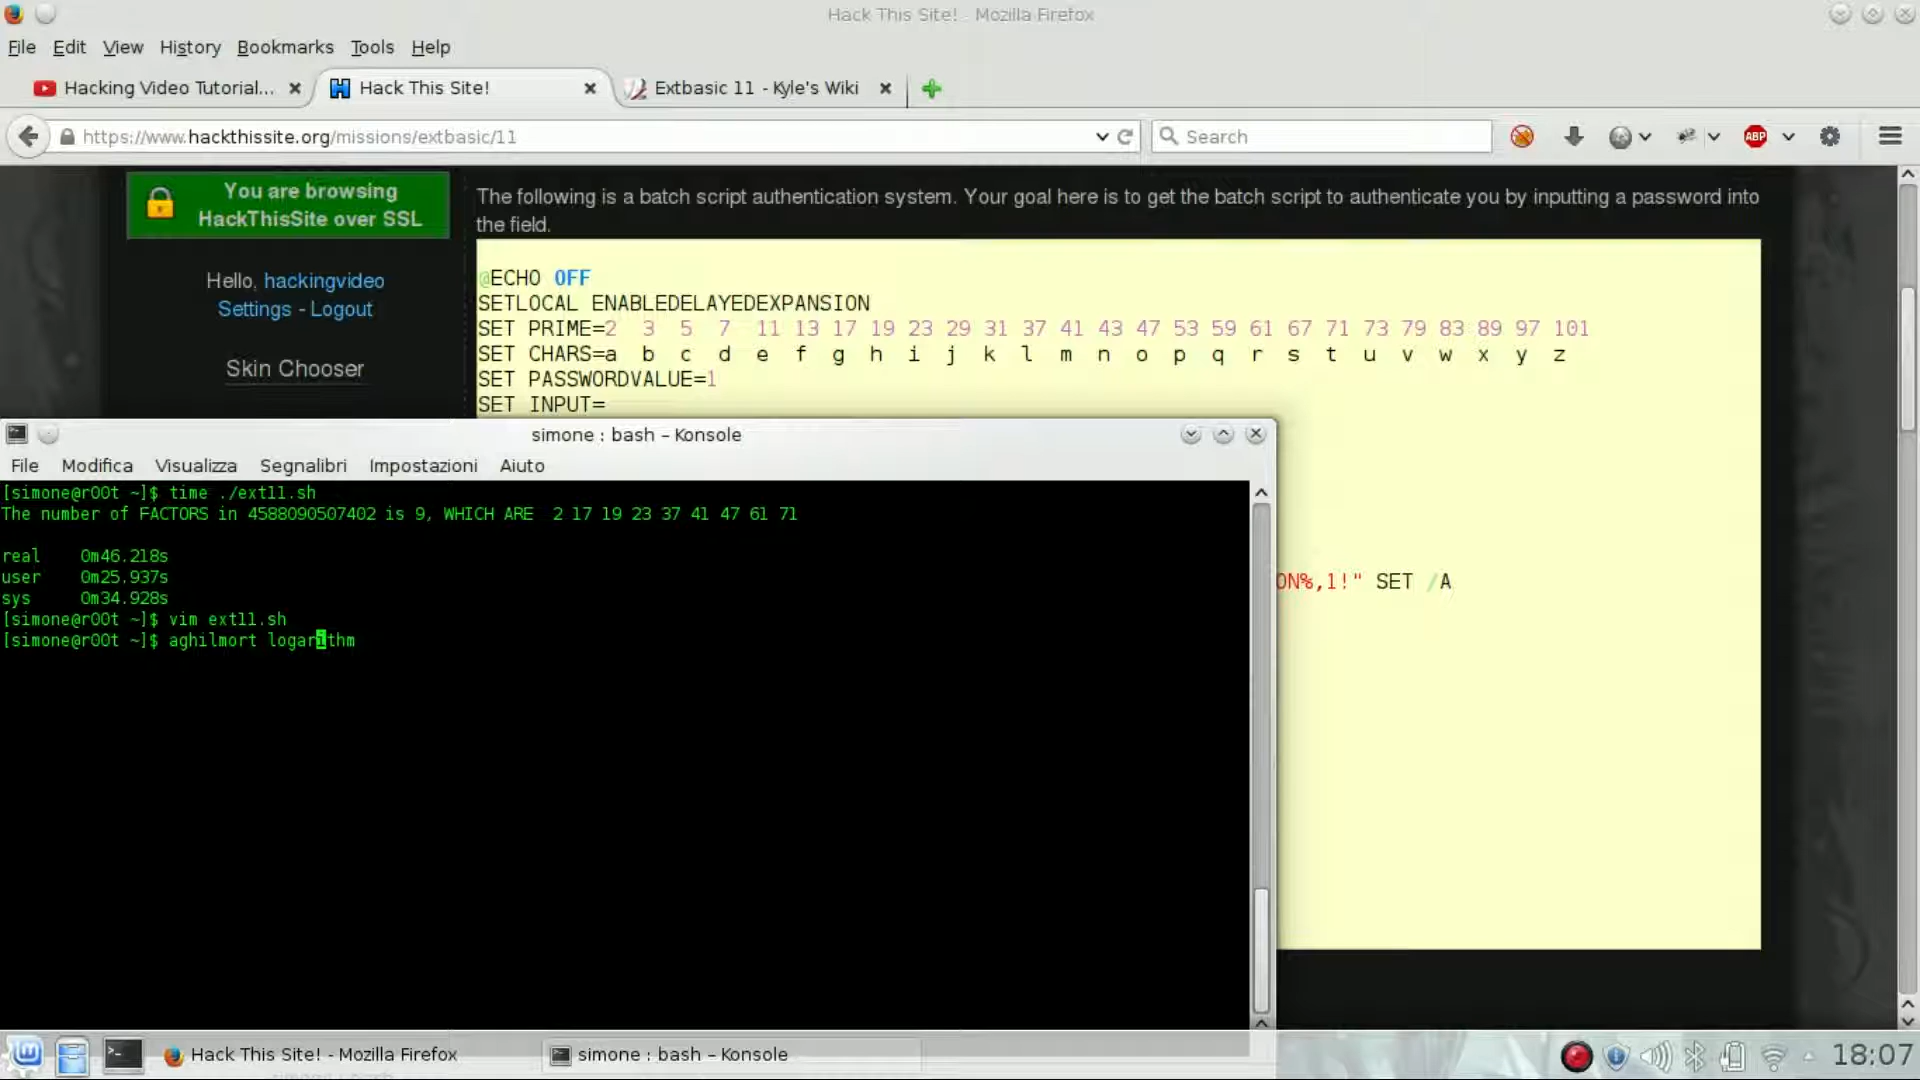 Hack This Site! - Mozilla Firefox
File Edit View History Bookmarks Tools Help
Hacking Video Tutorial... Hack This Site! Extbasic 11 - Kyle's Wiki
https://www.hackthissite.org/missions/extbasic/11 Search ABP
You are browsing
HackThisSite over SSL
Hello, hackingvideo
Settings - Logout
Skin Chooser
The following is a batch script authentication system. Your goal here is to get the batch script to authenticate you by inputting a password into
the field.
@ECHO OFF
SETLOCAL ENABLEDELAYEDEXPANSION
SET PRIME=2 3 5 7 11 13 17 19 23 29 31 37 41 43 47 53 59 61 67 71 73 79 83 89 97 101
SET CHARS=a b c d e f g h i j k l m n o p q r s t u v w x y z
SET PASSWORDVALUE=1
SET INPUT=
ON%,1!" SET /A
simone : bash – Konsole
File Modifica Visualizza Segnalibri Impostazioni Aiuto
[simone@r00t ~]$ time ./ext11.sh
The number of FACTORS in 4588090507402 is 9, WHICH ARE 2 17 19 23 37 41 47 61 71
real 0m46.218s
user 0m25.937s
sys 0m34.928s
[simone@r00t ~]$ vim ext11.sh
[simone@r00t ~]$ aghilmort logarithm
Hack This Site! - Mozilla Firefox simone : bash – Konsole 18:07